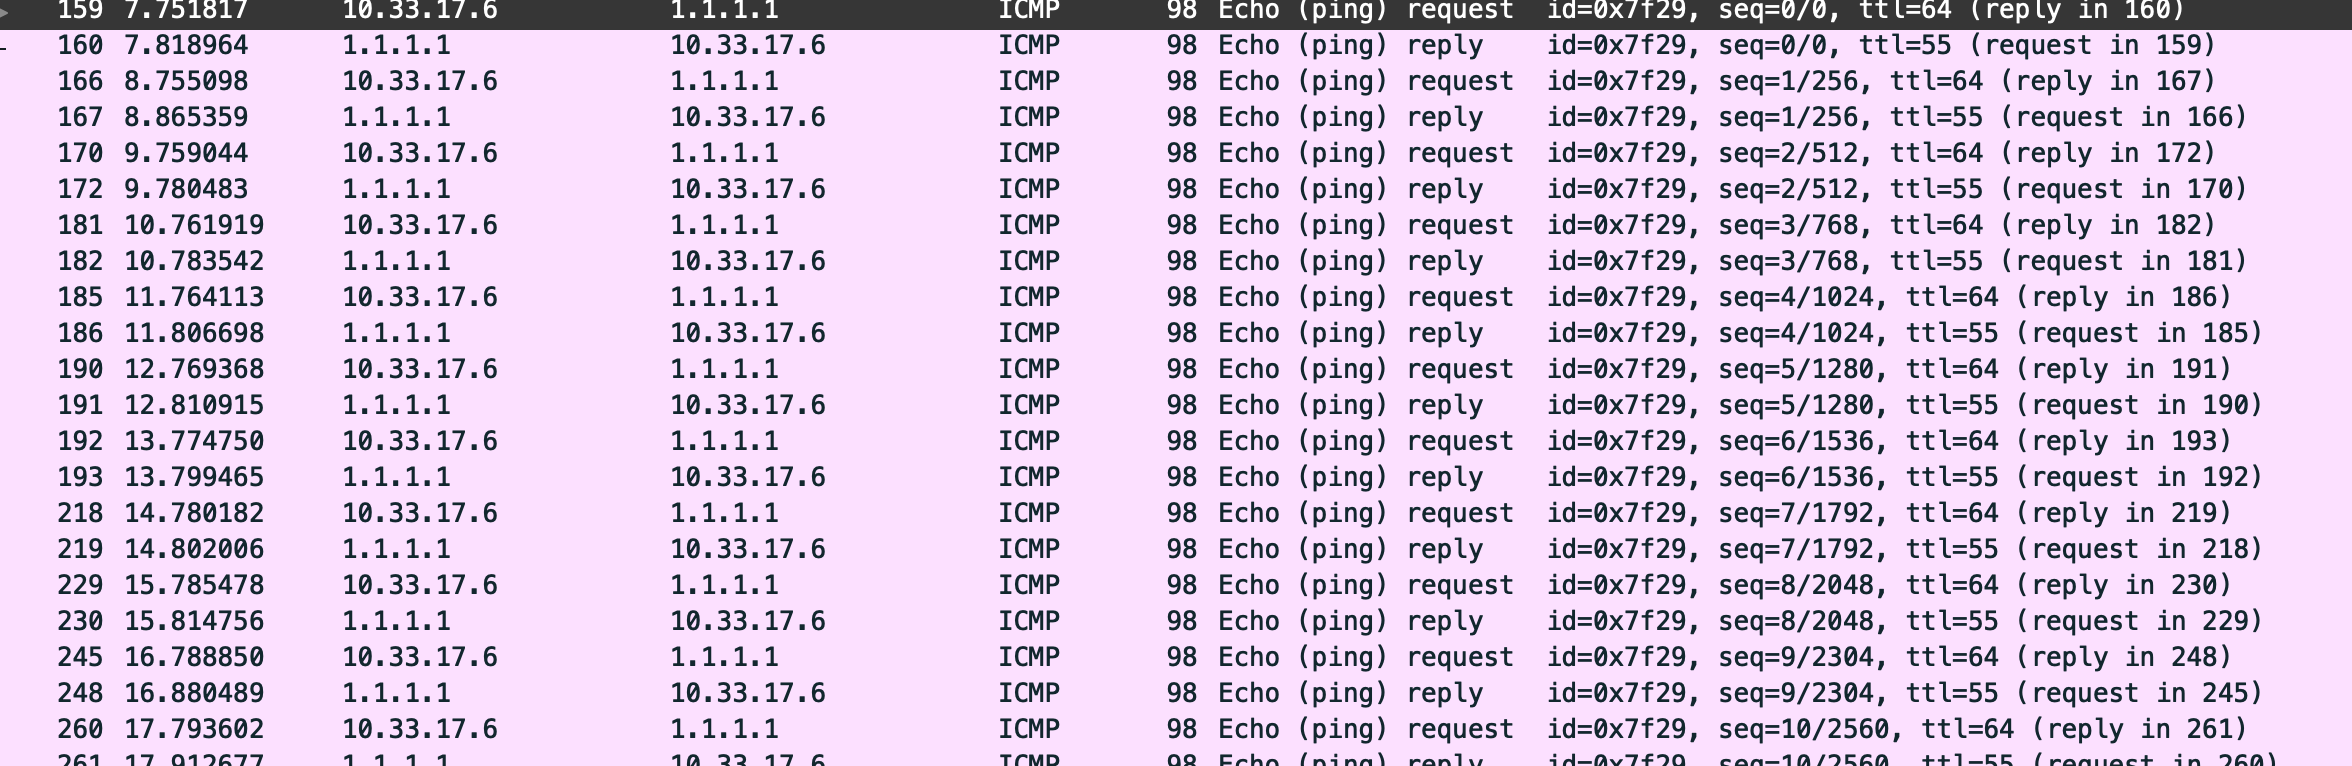 159 7.751817 10.33.17.6 1.1.1.1 ICMP 98 Echo (ping) request id=0x7f29, seq=0/0, ttl=64 (reply in 160)
160 7.818964 1.1.1.1 10.33.17.6 ICMP 98 Echo (ping) reply id=0x7f29, seq=0/0, ttl=55 (request in 159)
166 8.755098 10.33.17.6 1.1.1.1 ICMP 98 Echo (ping) request id=0x7f29, seq=1/256, ttl=64 (reply in 167)
167 8.865359 1.1.1.1 10.33.17.6 ICMP 98 Echo (ping) reply id=0x7f29, seq=1/256, ttl=55 (request in 166)
170 9.759044 10.33.17.6 1.1.1.1 ICMP 98 Echo (ping) request id=0x7f29, seq=2/512, ttl=64 (reply in 172)
172 9.780483 1.1.1.1 10.33.17.6 ICMP 98 Echo (ping) reply id=0x7f29, seq=2/512, ttl=55 (request in 170)
181 10.761919 10.33.17.6 1.1.1.1 ICMP 98 Echo (ping) request id=0x7f29, seq=3/768, ttl=64 (reply in 182)
182 10.783542 1.1.1.1 10.33.17.6 ICMP 98 Echo (ping) reply id=0x7f29, seq=3/768, ttl=55 (request in 181)
185 11.764113 10.33.17.6 1.1.1.1 ICMP 98 Echo (ping) request id=0x7f29, seq=4/1024, ttl=64 (reply in 186)
186 11.806698 1.1.1.1 10.33.17.6 ICMP 98 Echo (ping) reply id=0x7f29, seq=4/1024, ttl=55 (request in 185)
190 12.769368 10.33.17.6 1.1.1.1 ICMP 98 Echo (ping) request id=0x7f29, seq=5/1280, ttl=64 (reply in 191)
191 12.810915 1.1.1.1 10.33.17.6 ICMP 98 Echo (ping) reply id=0x7f29, seq=5/1280, ttl=55 (request in 190)
192 13.774750 10.33.17.6 1.1.1.1 ICMP 98 Echo (ping) request id=0x7f29, seq=6/1536, ttl=64 (reply in 193)
193 13.799465 1.1.1.1 10.33.17.6 ICMP 98 Echo (ping) reply id=0x7f29, seq=6/1536, ttl=55 (request in 192)
218 14.780182 10.33.17.6 1.1.1.1 ICMP 98 Echo (ping) request id=0x7f29, seq=7/1792, ttl=64 (reply in 219)
219 14.802006 1.1.1.1 10.33.17.6 ICMP 98 Echo (ping) reply id=0x7f29, seq=7/1792, ttl=55 (request in 218)
229 15.785478 10.33.17.6 1.1.1.1 ICMP 98 Echo (ping) request id=0x7f29, seq=8/2048, ttl=64 (reply in 230)
230 15.814756 1.1.1.1 10.33.17.6 ICMP 98 Echo (ping) reply id=0x7f29, seq=8/2048, ttl=55 (request in 229)
245 16.788850 10.33.17.6 1.1.1.1 ICMP 98 Echo (ping) request id=0x7f29, seq=9/2304, ttl=64 (reply in 248)
248 16.880489 1.1.1.1 10.33.17.6 ICMP 98 Echo (ping) reply id=0x7f29, seq=9/2304, ttl=55 (request in 245)
260 17.793602 10.33.17.6 1.1.1.1 ICMP 98 Echo (ping) request id=0x7f29, seq=10/2560, ttl=64 (reply in 261)
261 17.912677 1.1.1.1 10.33.17.6 ICMP 98 Echo (ping) reply id=0x7f29, seq=10/2560, ttl=55 (request in 260)